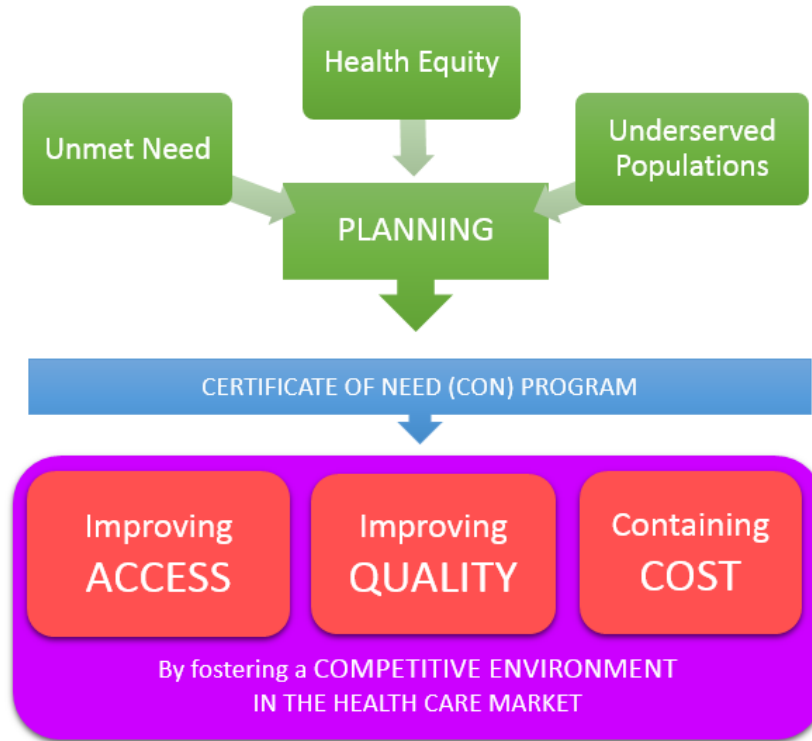 Health Equity
Unmet Need
Underserved
Populations
PLANNING
CERTIFICATE OF NEED (CON) PROGRAM
Improving
ACCESS
Improving
QUALITY
Containing
COST
By fostering a COMPETITIVE ENVIRONMENT
IN THE HEALTH CARE MARKET